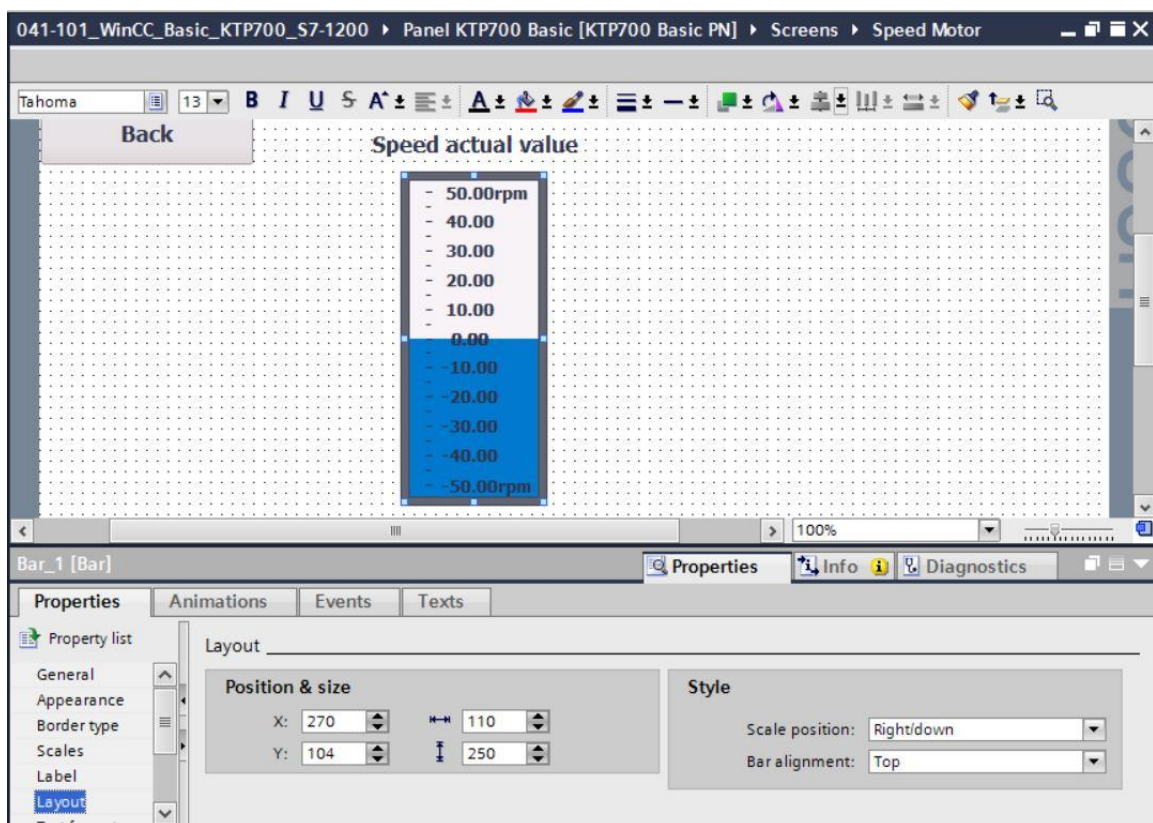 041-101_WinCC_Basic_KTP700_S7-1200 ▸ Panel KTP700 Basic [KTP700 Basic PN] ▸ Screens ▸ Speed Motor
Tahoma 13 B I U S A A
Back
Speed actual value
50.00rpm
40.00
30.00
20.00
10.00
0.00
-10.00
-20.00
-30.00
-40.00
-50.00rpm
100%
Bar_1 [Bar]
Properties Info Diagnostics
Properties Animations Events Texts
Property list
Layout
General
Appearance
Border type
Scales
Label
Layout
Position & size
X: 270 110
Y: 104 250
Style
Scale position: Right/down
Bar alignment: Top